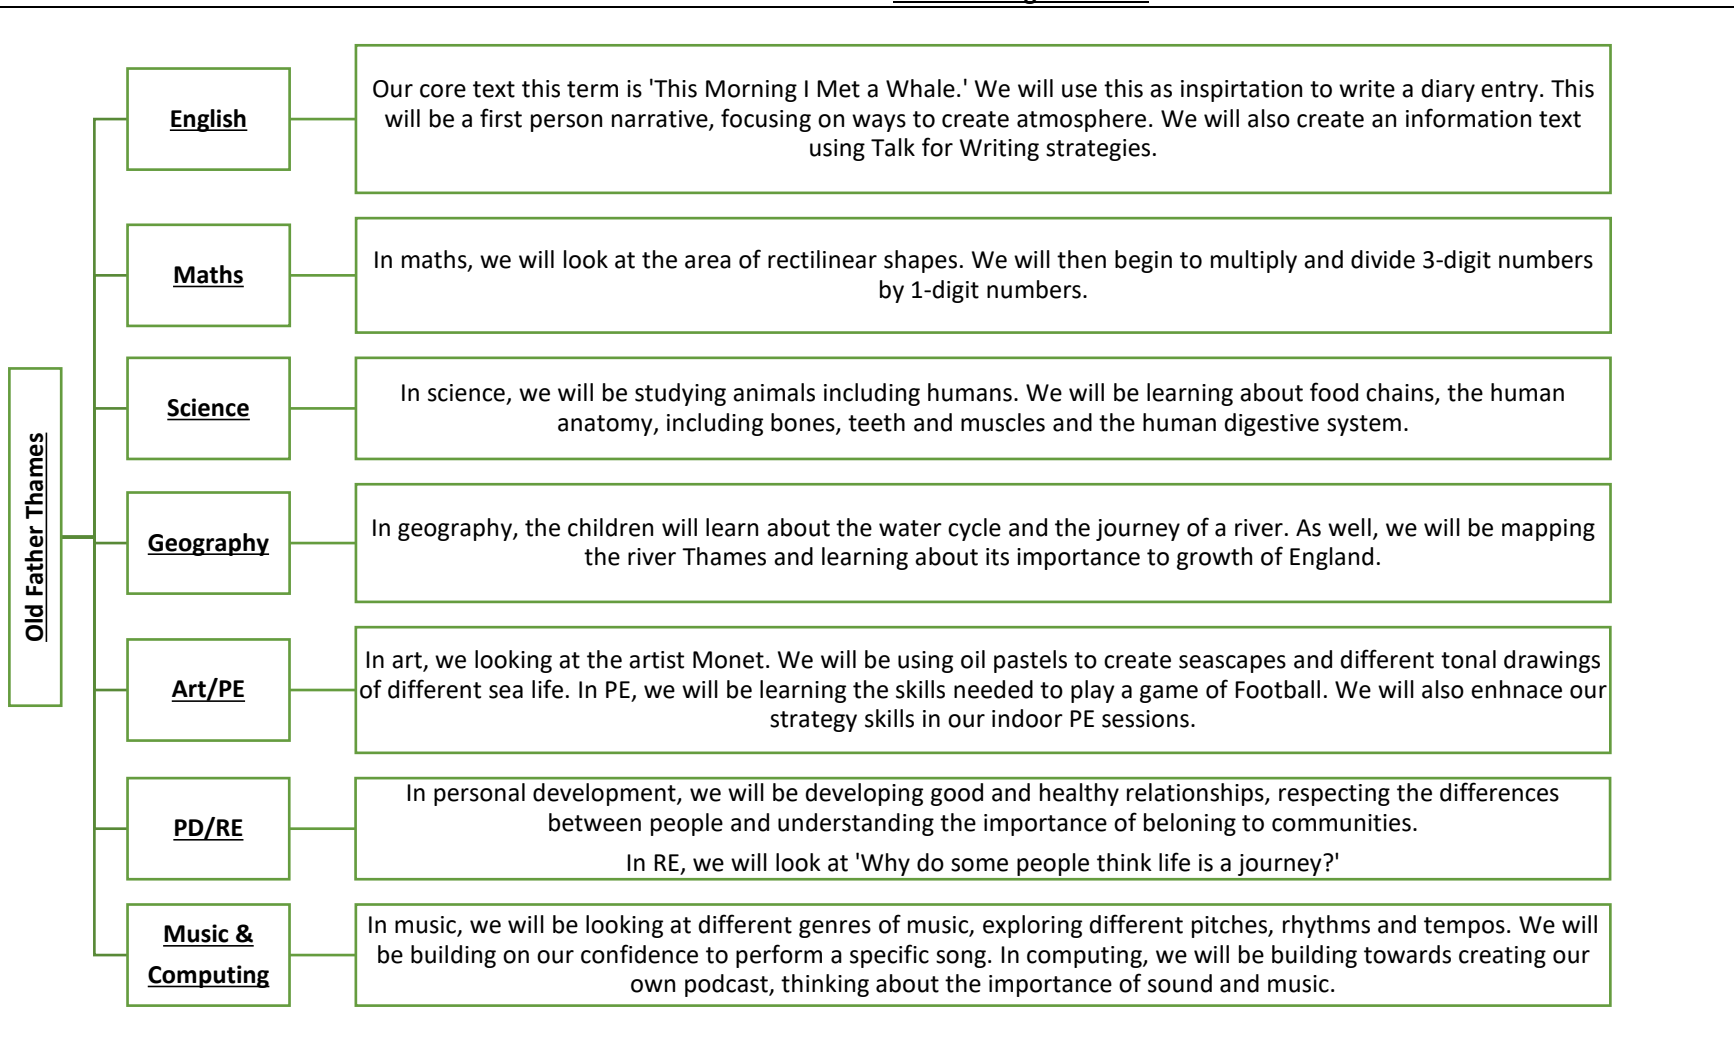 Old Father Thames
English
Our core text this term is 'This Morning I Met a Whale.' We will use this as inspirtation to write a diary entry. This
will be a first person narrative, focusing on ways to create atmosphere. We will also create an information text
using Talk for Writing strategies.
Maths
In maths, we will look at the area of rectilinear shapes. We will then begin to multiply and divide 3-digit numbers
by 1-digit numbers.
Science
In science, we will be studying animals including humans. We will be learning about food chains, the human
anatomy, including bones, teeth and muscles and the human digestive system.
Geography
In geography, the children will learn about the water cycle and the journey of a river. As well, we will be mapping
the river Thames and learning about its importance to growth of England.
Art/PE
In art, we looking at the artist Monet. We will be using oil pastels to create seascapes and different tonal drawings
of different sea life. In PE, we will be learning the skills needed to play a game of Football. We will also enhnace our
strategy skills in our indoor PE sessions.
PD/RE
In personal development, we will be developing good and healthy relationships, respecting the differences
between people and understanding the importance of beloning to communities.
In RE, we will look at 'Why do some people think life is a journey?'
Music &
Computing
In music, we will be looking at different genres of music, exploring different pitches, rhythms and tempos. We will
be building on our confidence to perform a specific song. In computing, we will be building towards creating our
own podcast, thinking about the importance of sound and music.